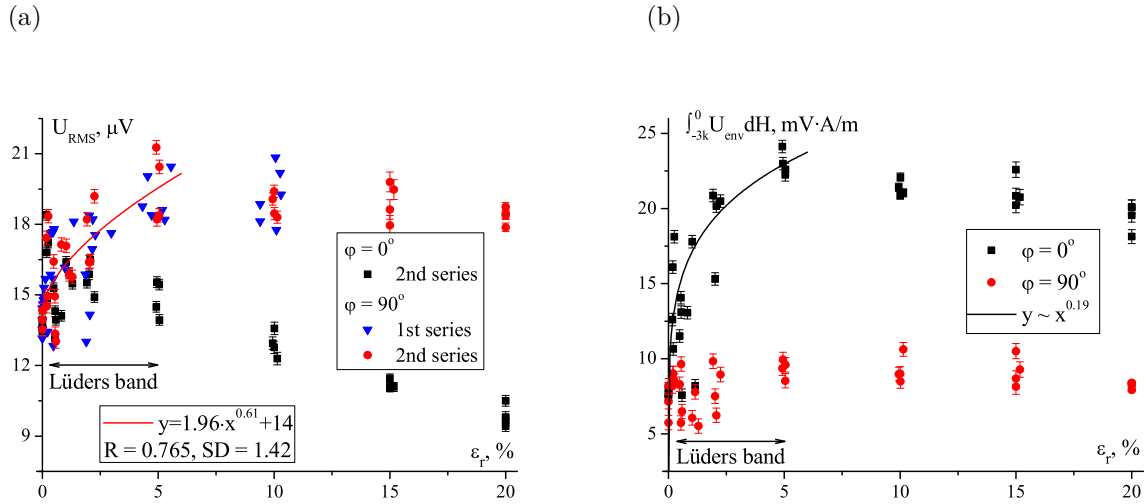 (a)
U_RMS, μV
21
18
15
12
9
0
5
10
15
20
ε_r, %
φ = 0°
2nd series
φ = 90°
1st series
2nd series
Lüders band
y=1.96·x^0.61+14
R = 0.765, SD = 1.42
(b)
∫_-3k^0 U_env dH, mV·A/m
25
20
15
10
5
0
5
10
15
20
ε_r, %
φ = 0°
φ = 90°
y ~ x^0.19
Lüders band